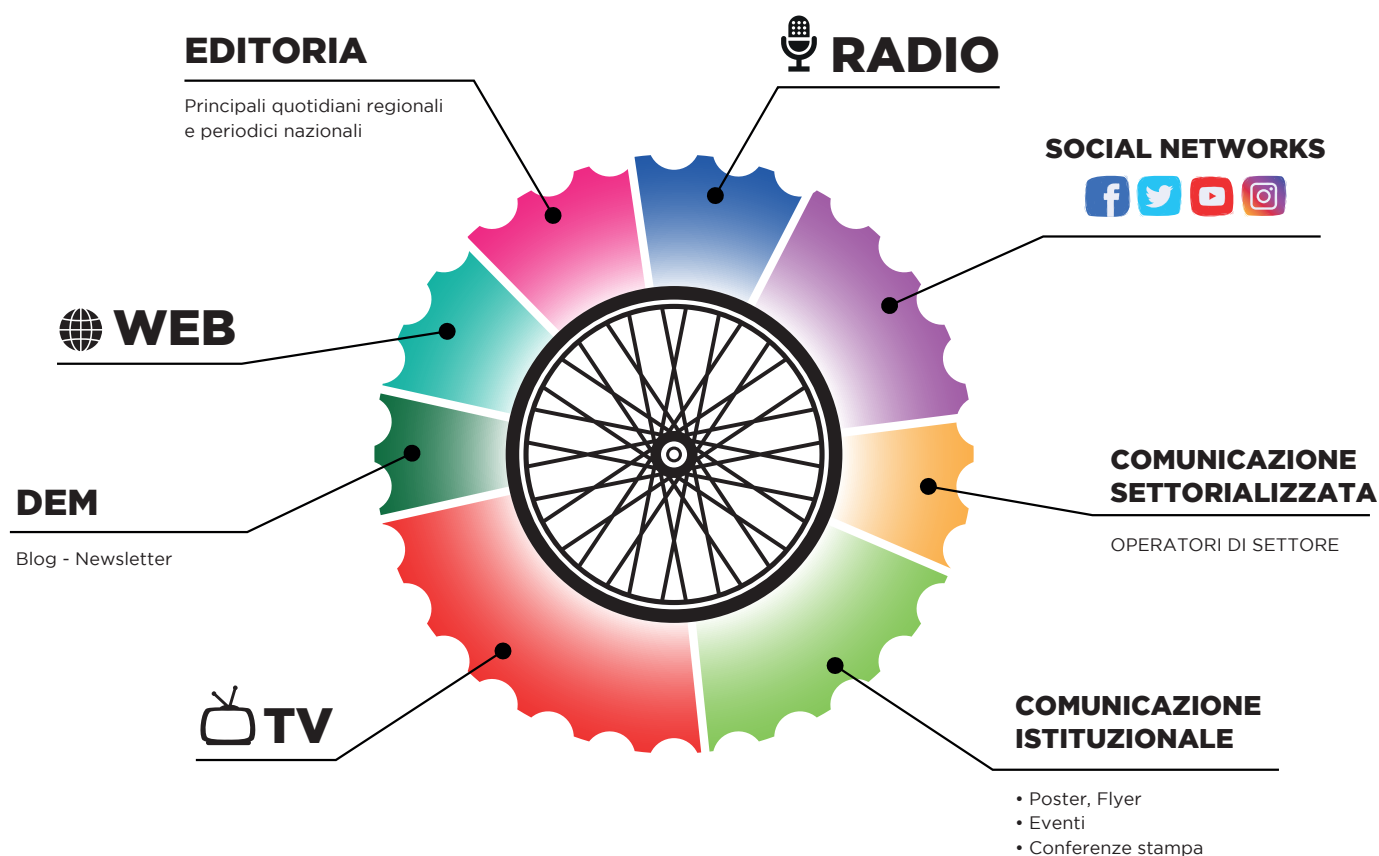 EDITORIA
Principali quotidiani regionali
e periodici nazionali
RADIO
SOCIAL NETWORKS
WEB
DEM
Blog - Newsletter
COMUNICAZIONE
SETTORIALIZZATA
OPERATORI DI SETTORE
TV
COMUNICAZIONE
ISTITUZIONALE
• Poster, Flyer
• Eventi
• Conferenze stampa